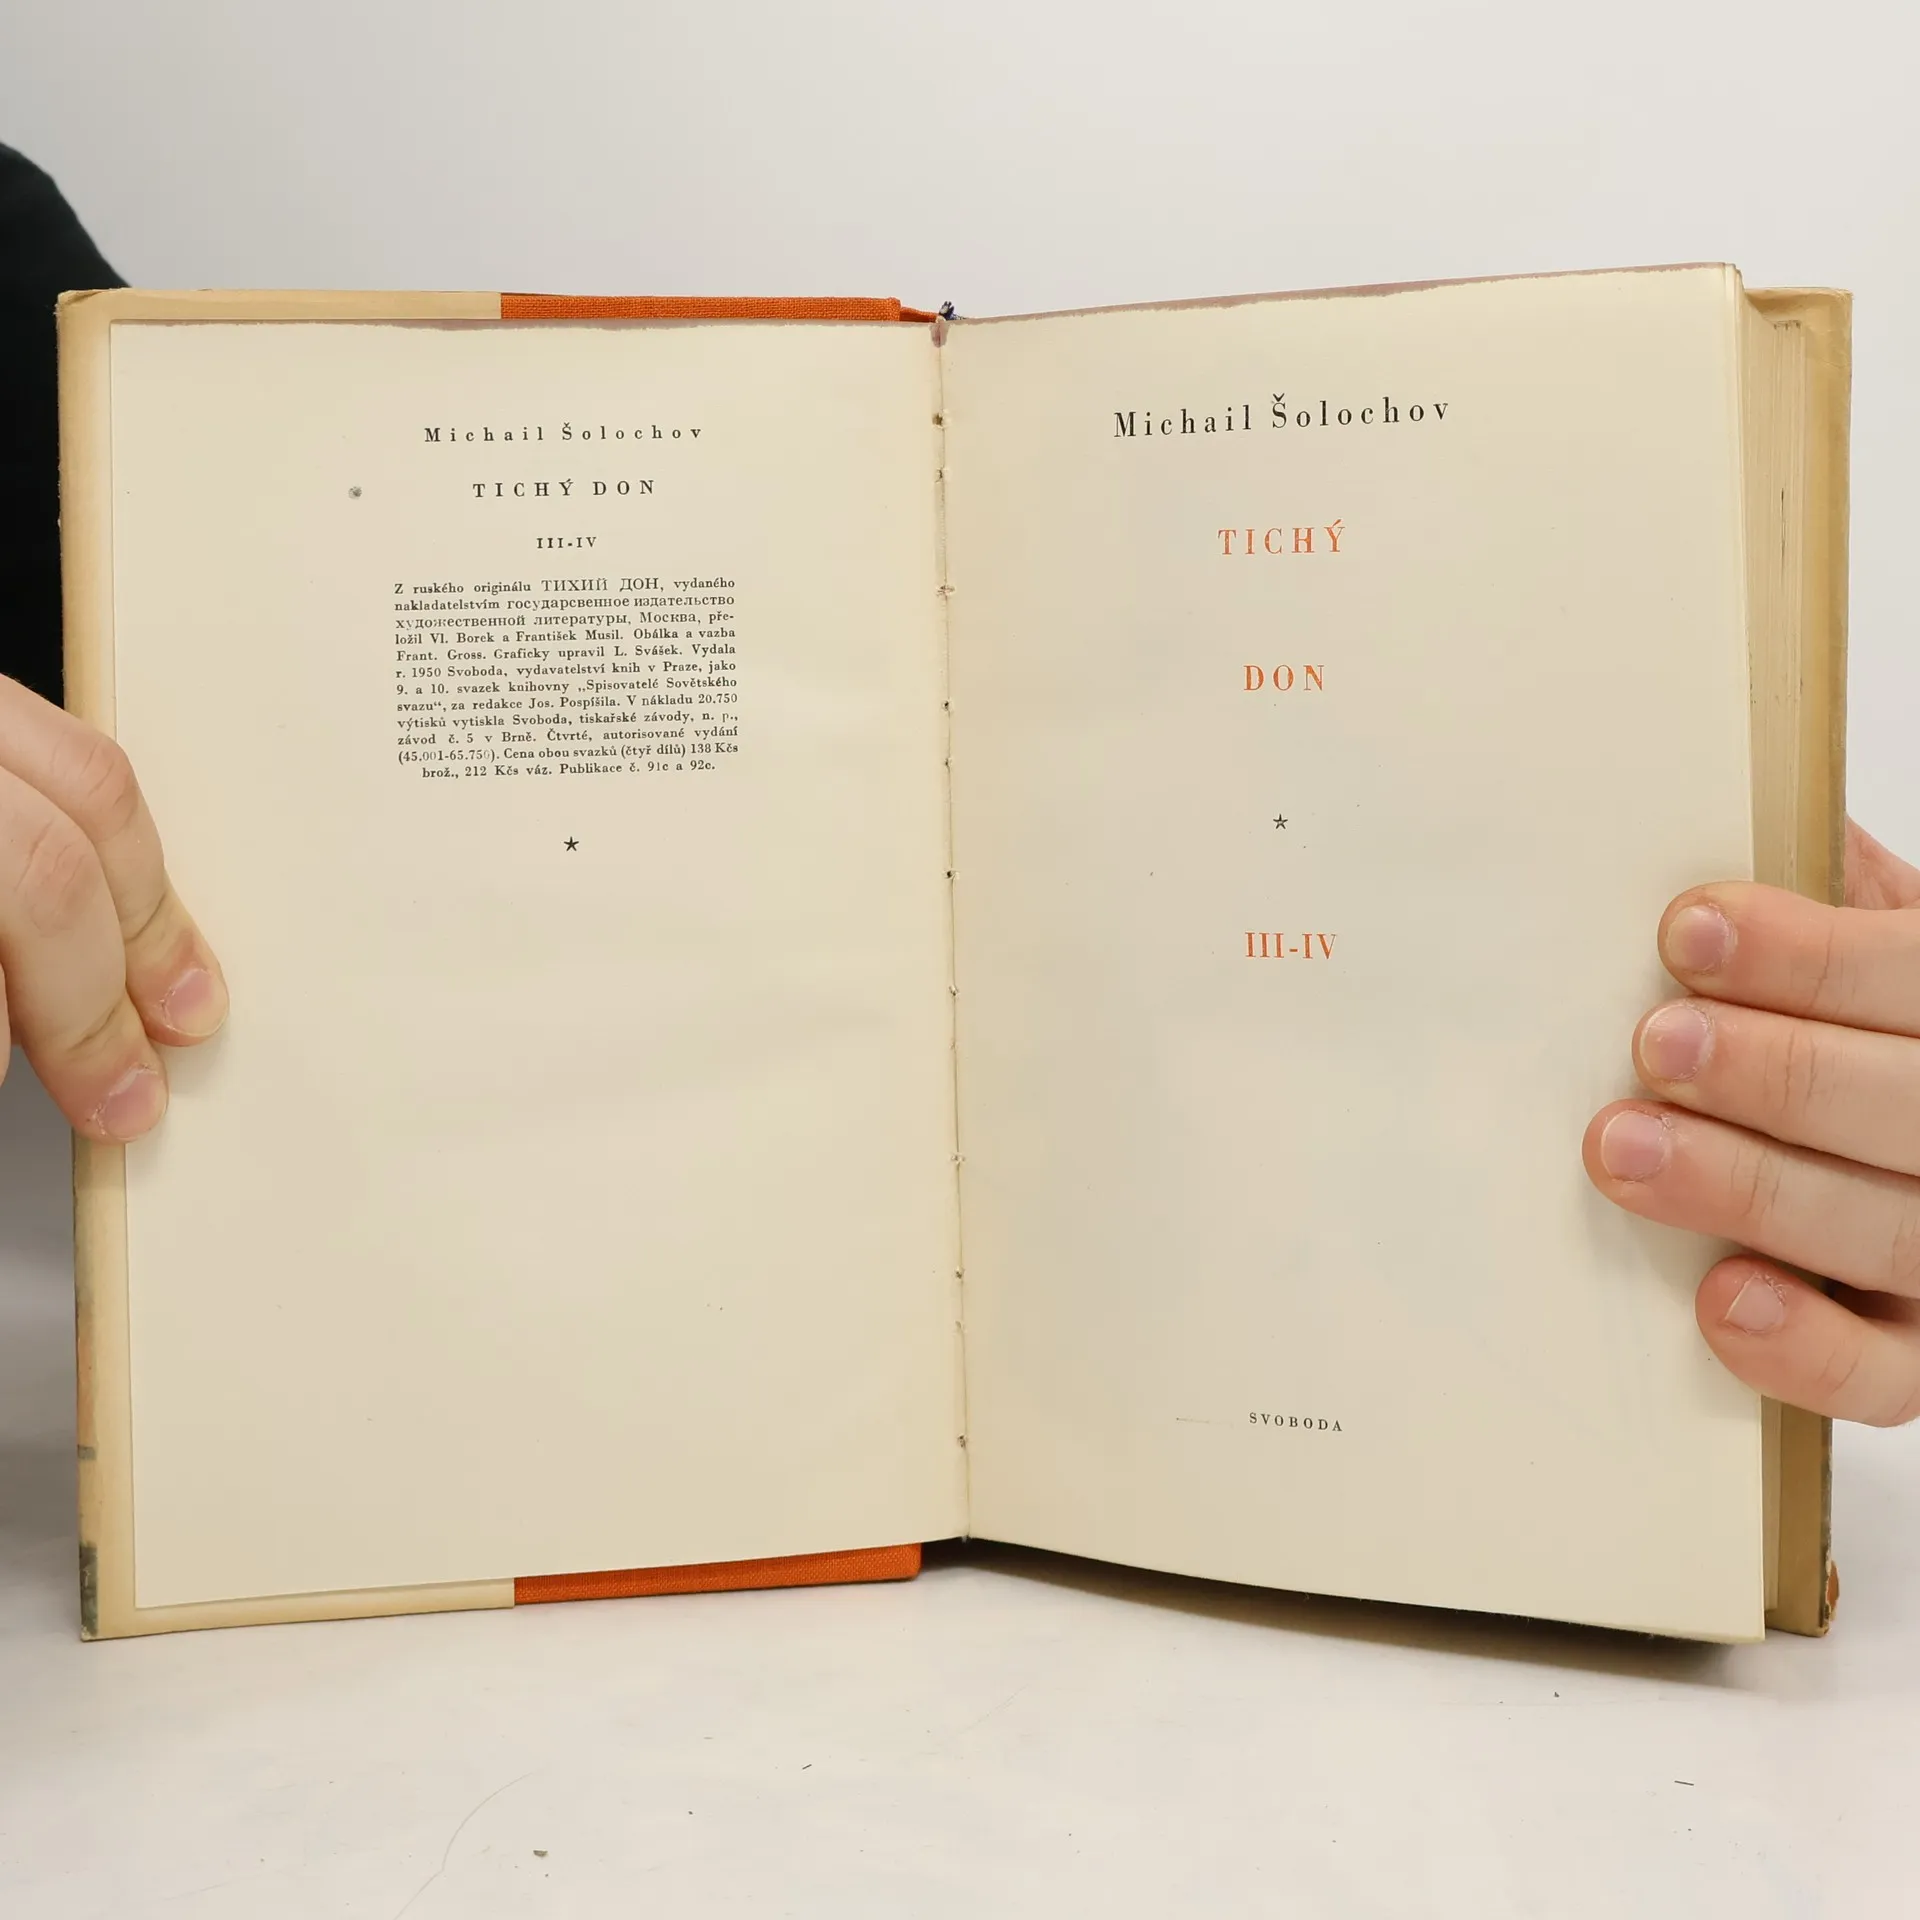 Michail Šolochov
TICHÝ DON
III-IV
Z ruského originálu ТИХИЙ ДОН, vydaného
nakladatelstvím государсвенное издательство
художественной литературы, Москва, pře-
ložil Vl. Borek a František Musil. Obálka a vazba
Frant. Gross. Graficky upravil L. Svášek. Vydala
r. 1950 Svoboda, vydavatelství knih v Praze, jako
9. a 10. svazek knihovny „Spisovatelé Sovětského
svazu“, za redakce Jos. Pospíšila. V nákladu 20.750
výtisků vytiskla Svoboda, tiskařské závody, n. p.,
závod č. 5 v Brně. Čtvrté, autorisované vydání
(45.001-65.750). Cena obou svazků (čtyř dílů) 138 Kčs
brož., 212 Kčs váz. Publikace č. 91c a 92c.
Michail Šolochov
TICHÝ
DON
III-IV
SVOBODA